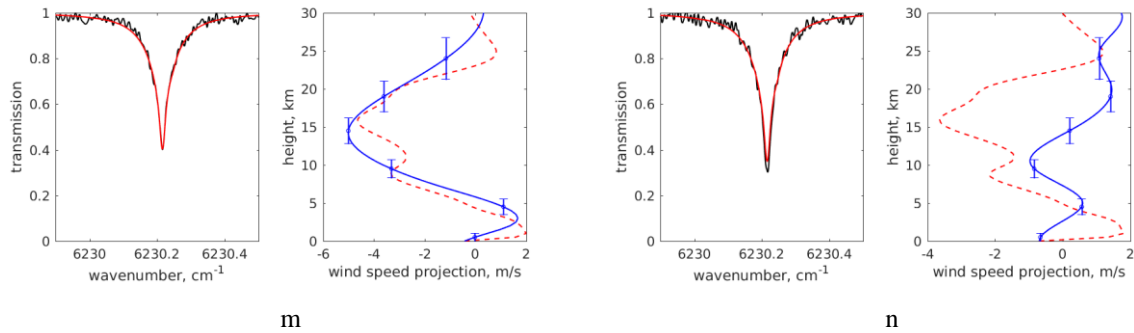 1
0.8
0.6
0.4
0.2
0
transmission
6230 6230.2 6230.4
wavenumber, cm-1
30
25
20
15
10
5
0
height, km
-6 -4 -2 0 2
wind speed projection, m/s
m
1
0.8
0.6
0.4
0.2
0
transmission
6230 6230.2 6230.4
wavenumber, cm-1
30
25
20
15
10
5
0
height, km
-4 -2 0 2
wind speed projection, m/s
n